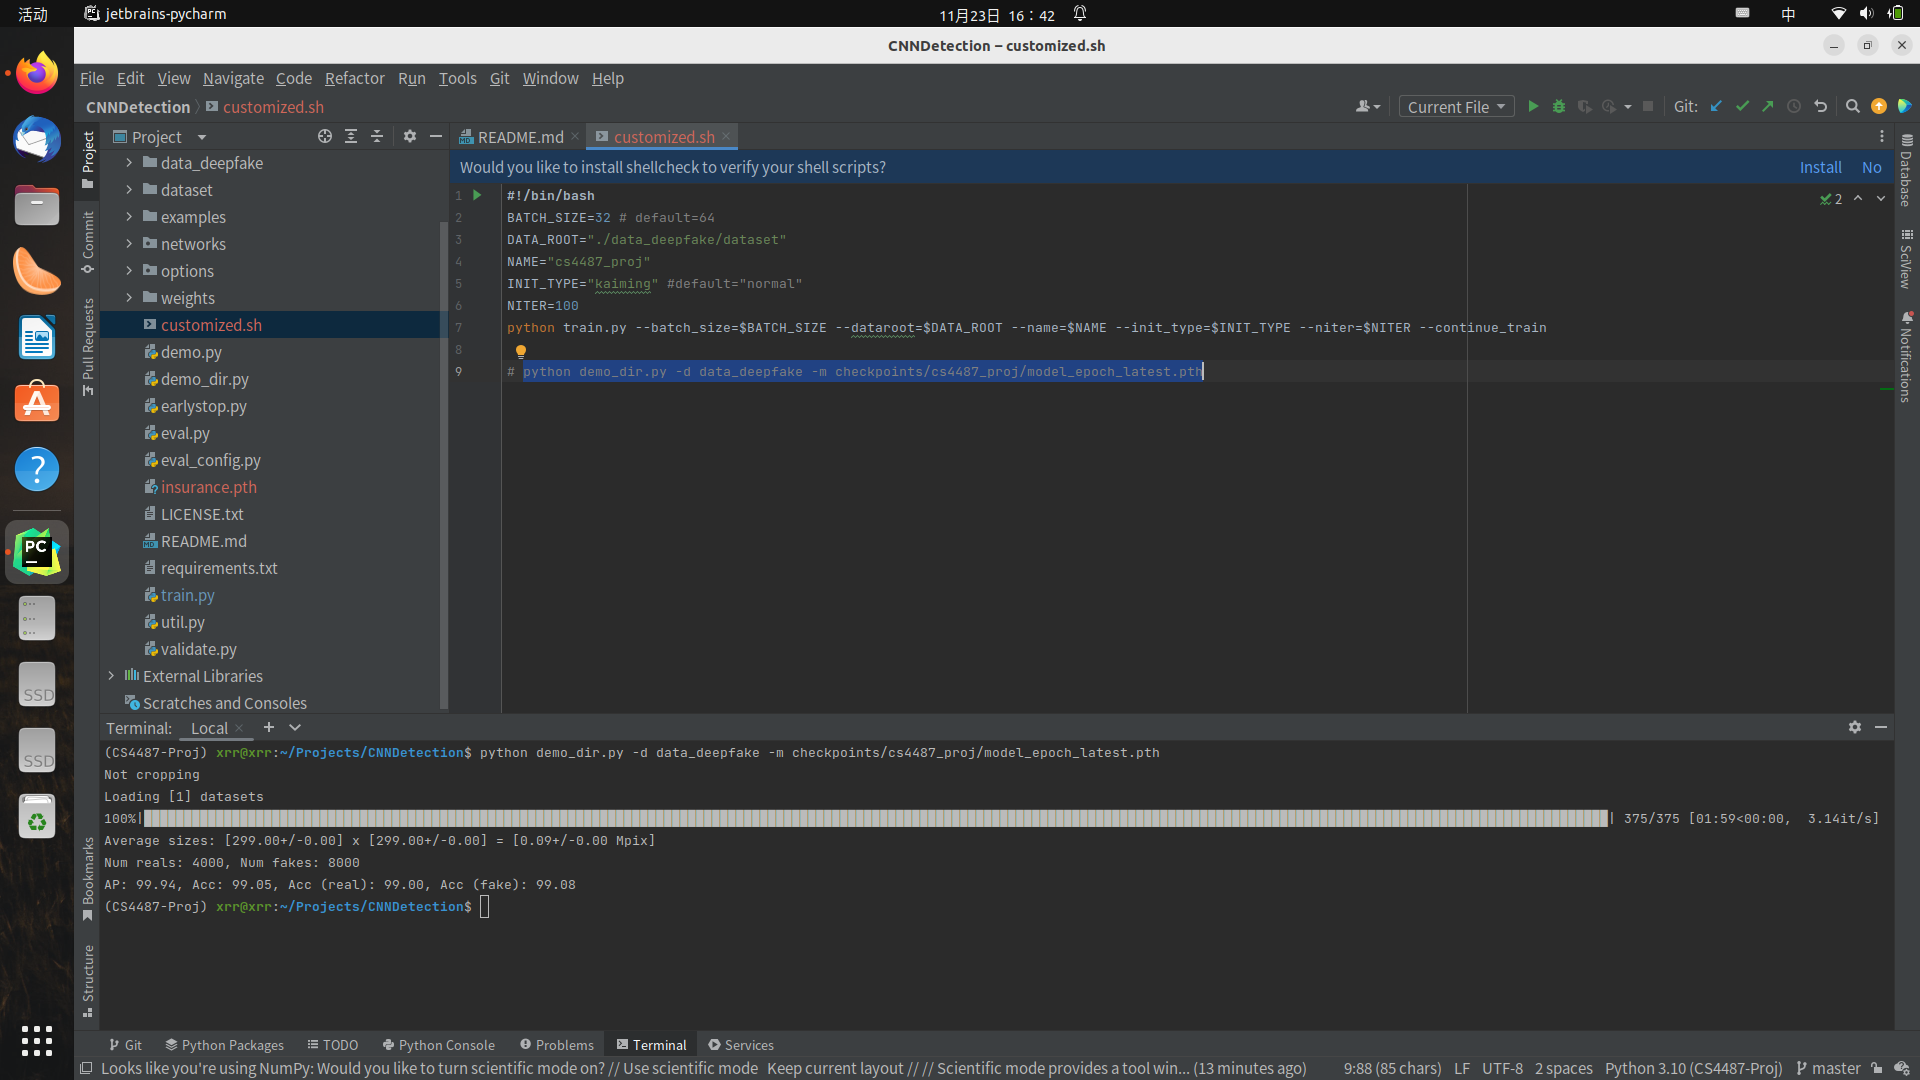 活动
jetbrains-pycharm
11月23日 16：42
中
CNNDetection – customized.sh
File Edit View Navigate Code Refactor Run Tools Git Window Help
CNNDetection customized.sh
Current File
Git:
Project
README.md
customized.sh
Would you like to install shellcheck to verify your shell scripts?
Install No
Project
Commit
Pull Requests
Bookmarks
Structure
Database
SciView
Notifications
data_deepfake
dataset
examples
networks
options
weights
customized.sh
demo.py
demo_dir.py
earlystop.py
eval.py
eval_config.py
insurance.pth
LICENSE.txt
README.md
requirements.txt
train.py
util.py
validate.py
External Libraries
Scratches and Consoles
2
1 #!/bin/bash
2 BATCH_SIZE=32 # default=64
3 DATA_ROOT="./data_deepfake/dataset"
4 NAME="cs4487_proj"
5 INIT_TYPE="kaiming" #default="normal"
6 NITER=100
7 python train.py --batch_size=$BATCH_SIZE --dataroot=$DATA_ROOT --name=$NAME --init_type=$INIT_TYPE --niter=$NITER --continue_train
8
9 # python demo_dir.py -d data_deepfake -m checkpoints/cs4487_proj/model_epoch_latest.pth
PC
SSD
SSD
Terminal: Local
(CS4487-Proj) xrr@xrr:~/Projects/CNNDetection$ python demo_dir.py -d data_deepfake -m checkpoints/cs4487_proj/model_epoch_latest.pth
Not cropping
Loading [1] datasets
100%| | 375/375 [01:59<00:00, 3.14it/s]
Average sizes: [299.00+/-0.00] x [299.00+/-0.00] = [0.09+/-0.00 Mpix]
Num reals: 4000, Num fakes: 8000
AP: 99.94, Acc: 99.05, Acc (real): 99.00, Acc (fake): 99.08
(CS4487-Proj) xrr@xrr:~/Projects/CNNDetection$
Git Python Packages TODO Python Console Problems Terminal Services
Looks like you're using NumPy: Would you like to turn scientific mode on? // Use scientific mode Keep current layout // // Scientific mode provides a tool win... (13 minutes ago) 9:88 (85 chars) LF UTF-8 2 spaces Python 3.10 (CS4487-Proj) master